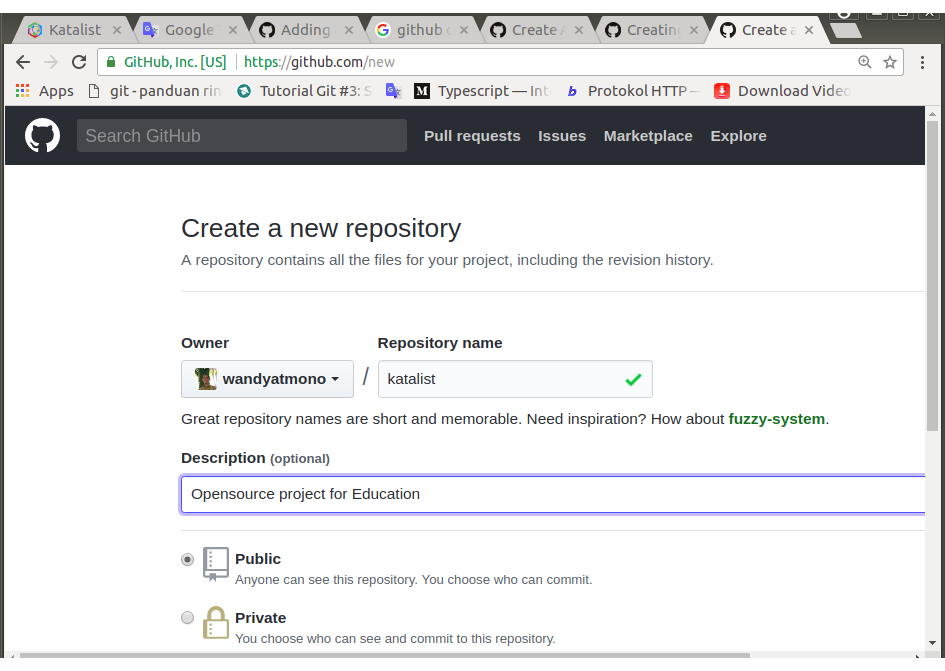 Katalist
Google
Adding
github
Create
Creatin
Create a
GitHub, Inc. [US] https://github.com/new
Apps git - panduan rin Tutorial Git #3: S Typescript — Int Protokol HTTP – Download Video
Search GitHub Pull requests Issues Marketplace Explore
Create a new repository
A repository contains all the files for your project, including the revision history.
Owner Repository name
wandyatmono / katalist
Great repository names are short and memorable. Need inspiration? How about fuzzy-system.
Description (optional)
Opensource project for Education
Public
Anyone can see this repository. You choose who can commit.
Private
You choose who can see and commit to this repository.